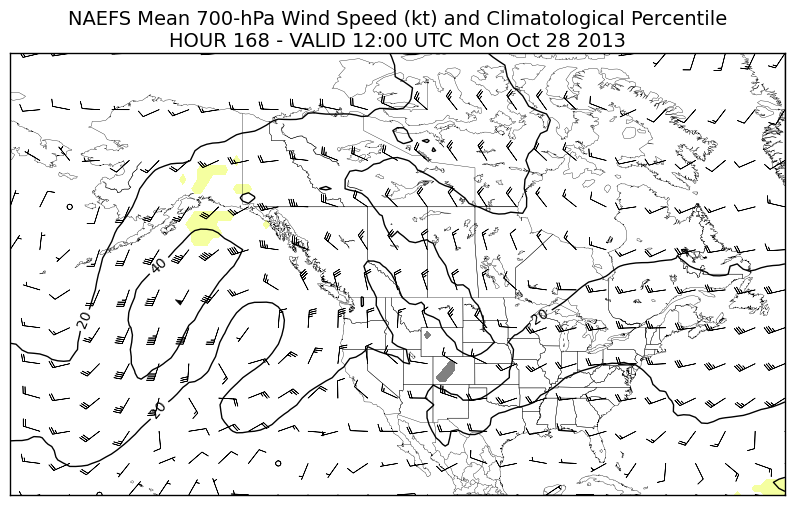 NAEFS Mean 700-hPa Wind Speed (kt) and Climatological Percentile
HOUR 168 - VALID 12:00 UTC Mon Oct 28 2013
40
20
20
20